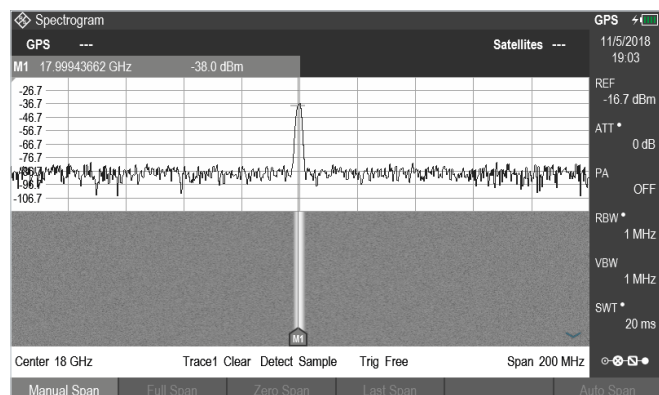 Spectrogram
GPS
GPS ---
Satellites ---
11/5/2018
19:03
M1 17.99943662 GHz -38.0 dBm
REF
-16.7 dBm
-26.7
-36.7
-46.7
-56.7
-66.7
-76.7
-96.7
-106.7
ATT
0 dB
PA
OFF
RBW
1 MHz
VBW
1 MHz
SWT
20 ms
M1
Center 18 GHz Trace1 Clear Detect Sample Trig Free Span 200 MHz
Manual Span Full Span Zero Span Last Span Auto Span